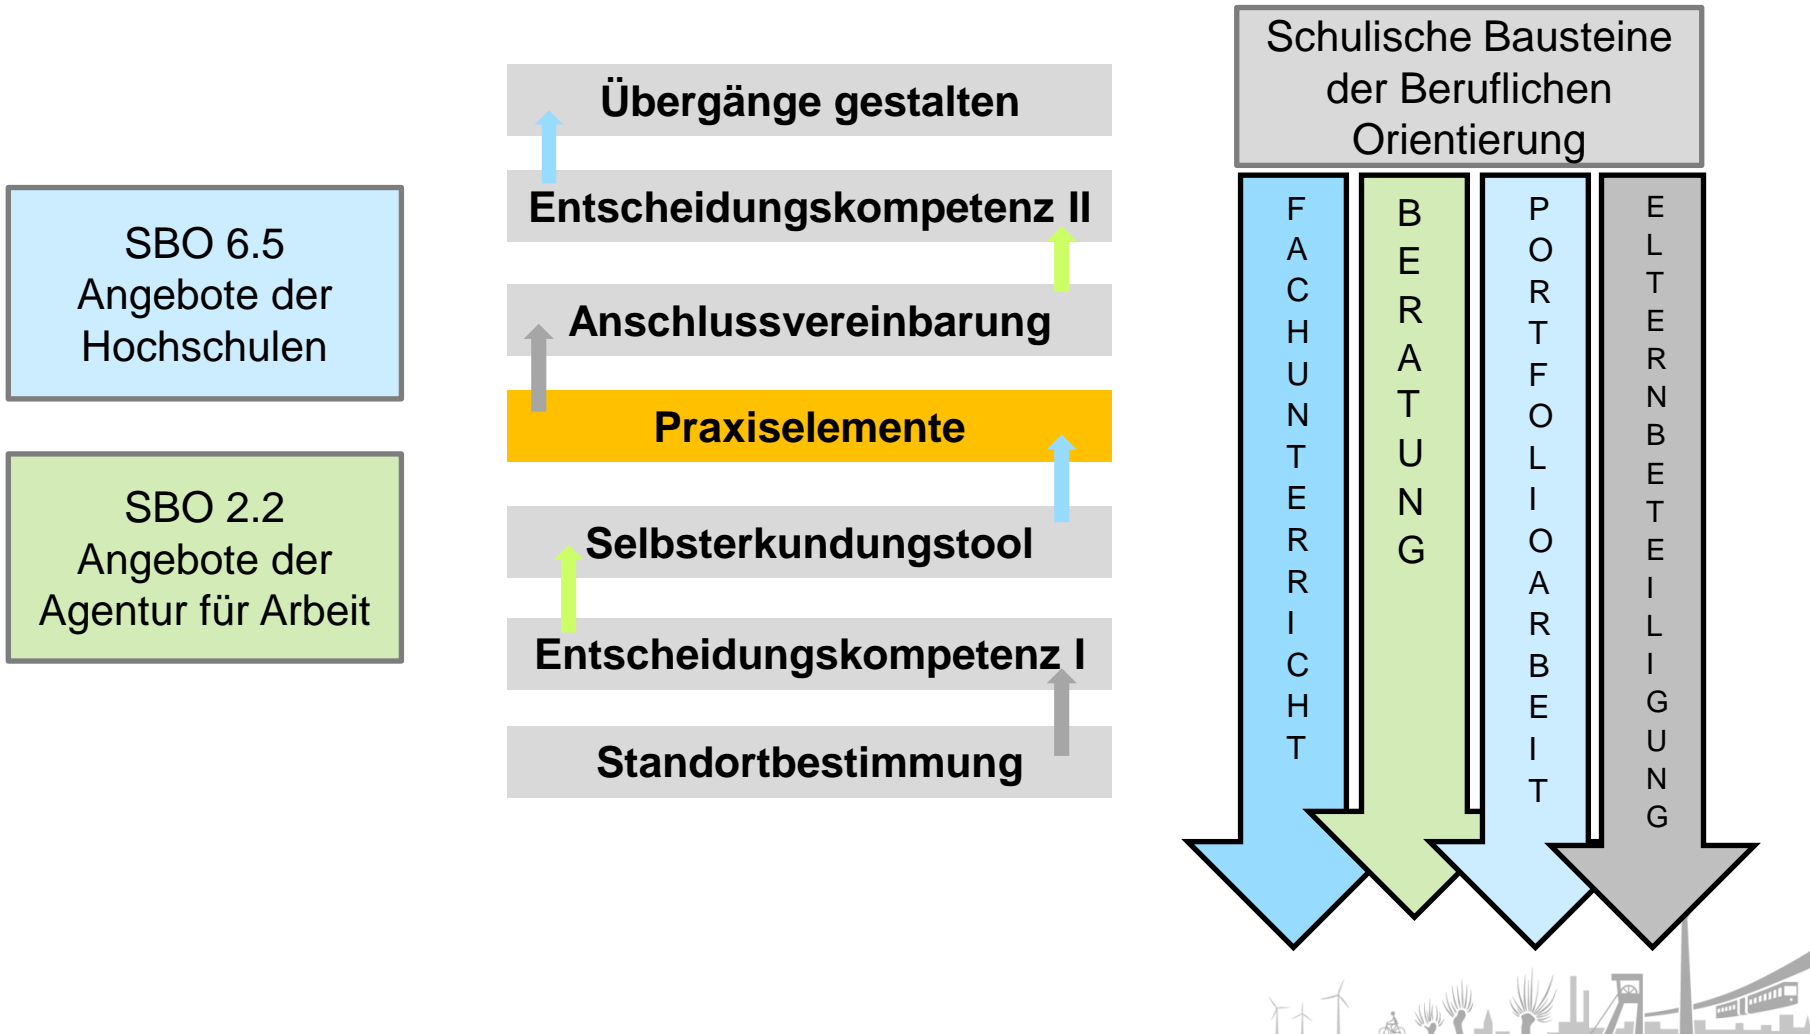 SBO 6.5
Angebote der
Hochschulen
SBO 2.2
Angebote der
Agentur für Arbeit
Übergänge gestalten
Entscheidungskompetenz II
Anschlussvereinbarung
Praxiselemente
Selbsterkundungstool
Entscheidungskompetenz I
Standortbestimmung
Schulische Bausteine
der Beruflichen
Orientierung
FACHUNTERRICHT
BERATUNG
PORTFOLIOARBEIT
ELTERNBETEILIGUNG